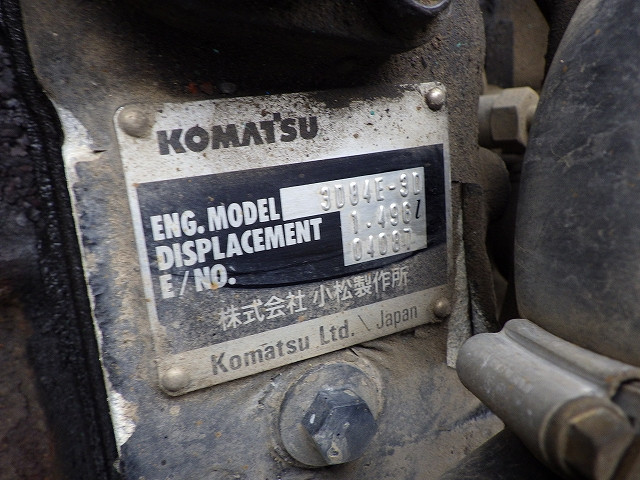 KOMATSU
ENG. MODEL 3D84E-3D
DISPLACEMENT 1.496 l
E/NO. 04087
株式会社 小松製作所
Komatsu Ltd. \ Japan